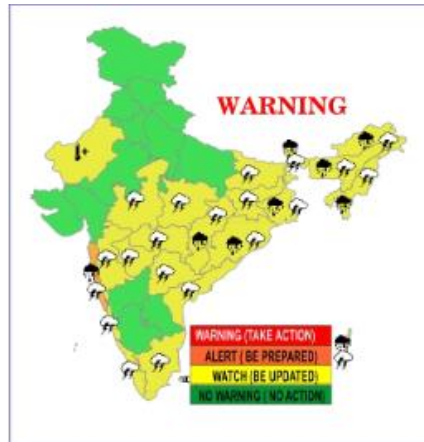 WARNING
WARNING (TAKE ACTION)
ALERT ( BE PREPARED)
WATCH (BE UPDATED)
NO WARNING ( NO ACTION)